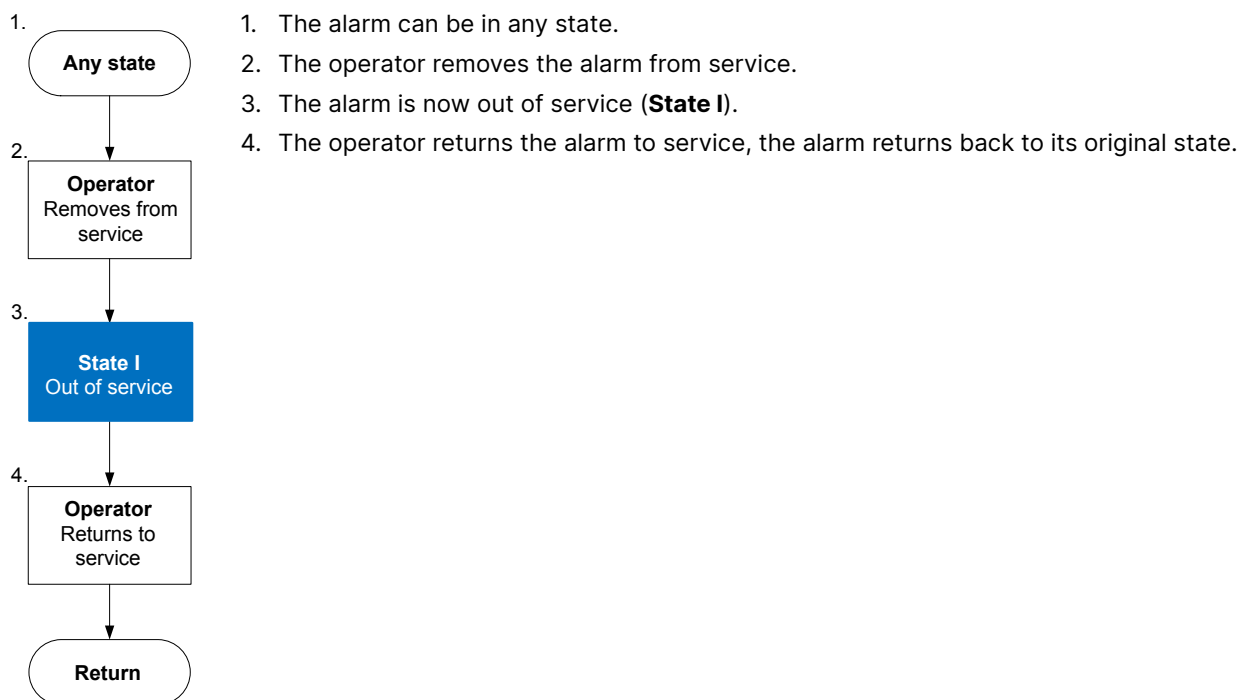 1.
Any state
2.
Operator
Removes from
service
3.
State I
Out of service
4.
Operator
Returns to
service
Return
1. The alarm can be in any state.
2. The operator removes the alarm from service.
3. The alarm is now out of service (State I).
4. The operator returns the alarm to service, the alarm returns back to its original state.